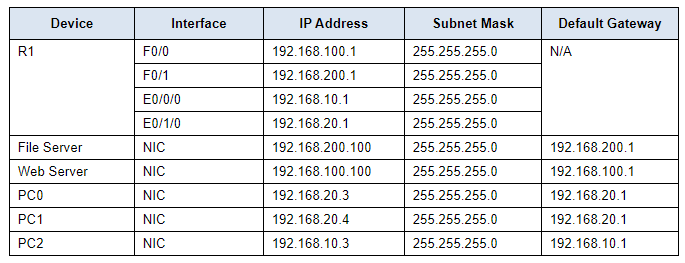 Device Interface IP Address Subnet Mask Default Gateway
R1 F0/0 192.168.100.1 255.255.255.0 N/A
F0/1 192.168.200.1 255.255.255.0
E0/0/0 192.168.10.1 255.255.255.0
E0/1/0 192.168.20.1 255.255.255.0
File Server NIC 192.168.200.100 255.255.255.0 192.168.200.1
Web Server NIC 192.168.100.100 255.255.255.0 192.168.100.1
PC0 NIC 192.168.20.3 255.255.255.0 192.168.20.1
PC1 NIC 192.168.20.4 255.255.255.0 192.168.20.1
PC2 NIC 192.168.10.3 255.255.255.0 192.168.10.1